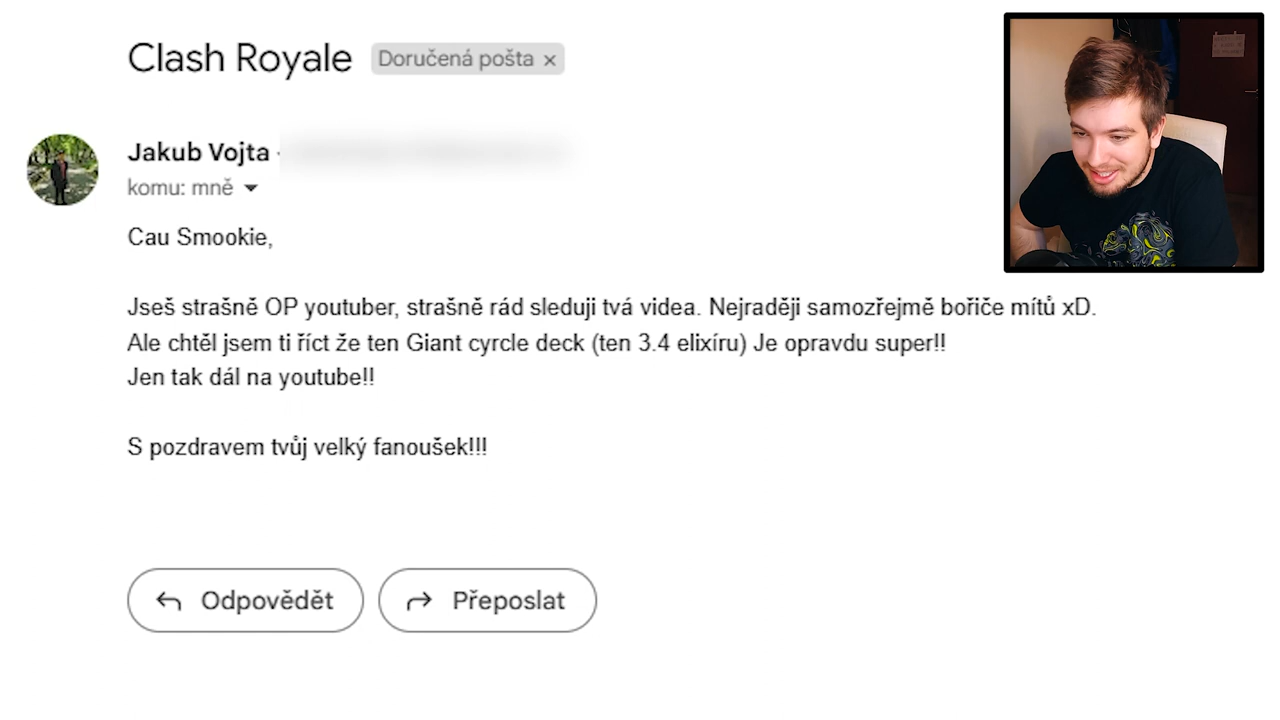 Clash Royale Doručená pošta ×
Jakub Vojta
komu: mně
Cau Smookie,
Jseš strašně OP youtuber, strašně rád sleduji tvá videa. Nejraději samozřejmě bořiče mítů xD.
Ale chtěl jsem ti říct že ten Giant cyrcle deck (ten 3.4 elixíru) Je opravdu super!!
Jen tak dál na youtube!!
S pozdravem tvůj velký fanoušek!!!
Odpovědět Přeposlat